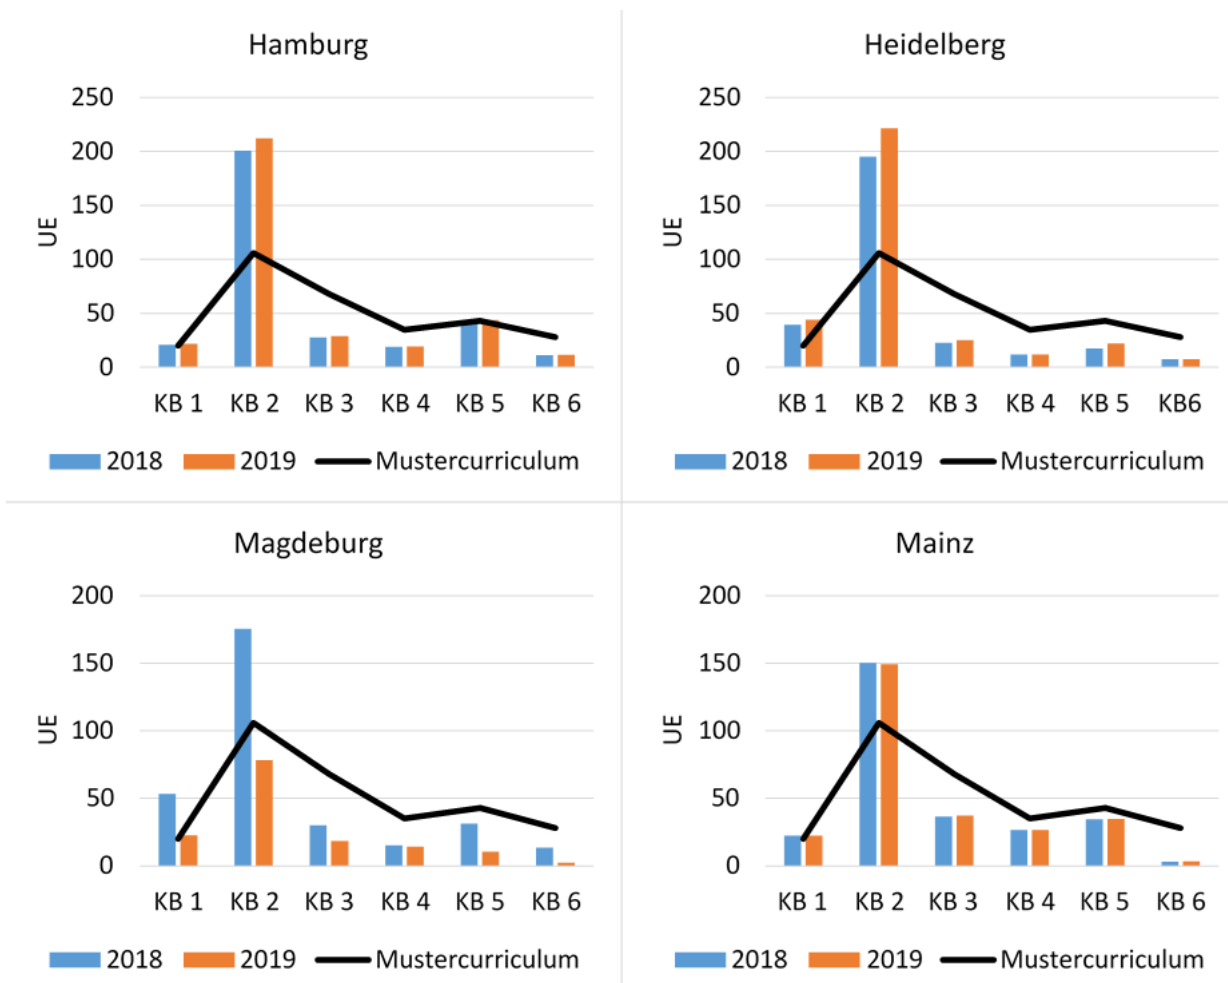 Hamburg
250
200
150
100
50
0
UE
KB 1 KB 2 KB 3 KB 4 KB 5 KB 6
2018 2019 Mustercurriculum
Heidelberg
250
200
150
100
50
0
UE
KB 1 KB 2 KB 3 KB 4 KB 5 KB6
2018 2019 Mustercurriculum
Magdeburg
200
150
100
50
0
UE
KB 1 KB 2 KB 3 KB 4 KB 5 KB 6
2018 2019 Mustercurriculum
Mainz
200
150
100
50
0
UE
KB 1 KB 2 KB 3 KB 4 KB 5 KB 6
2018 2019 Mustercurriculum